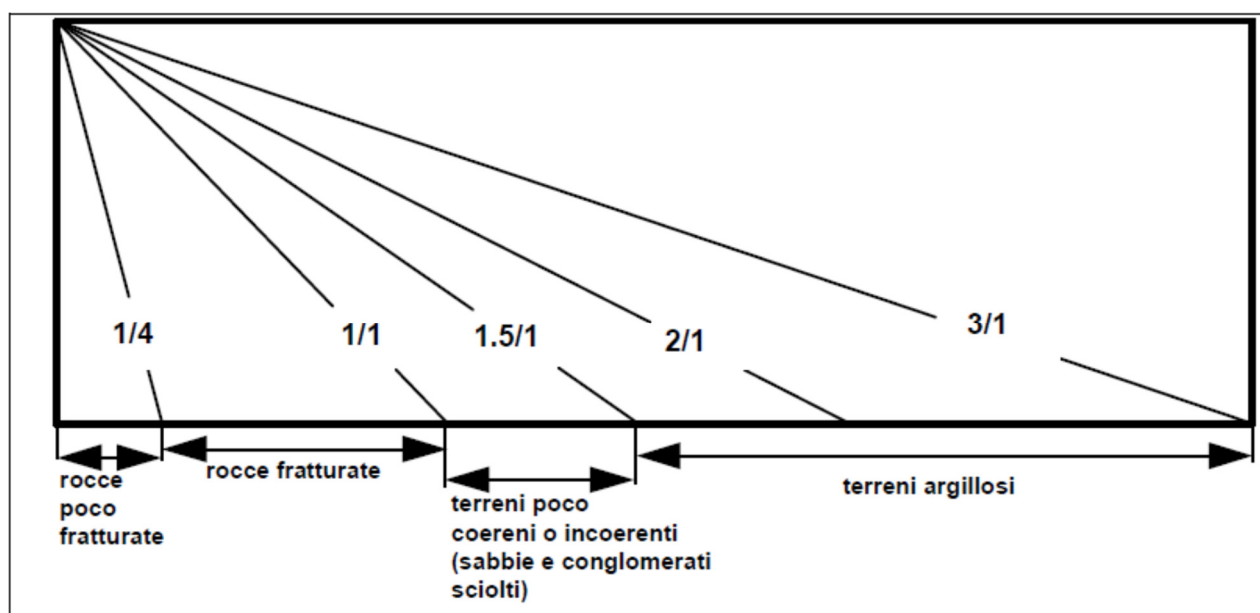 1/4
1/1
1.5/1
2/1
3/1
rocce
poco
fratturate
rocce fratturate
terreni poco
coereni o incoerenti
(sabbie e conglomerati
sciolti)
terreni argillosi